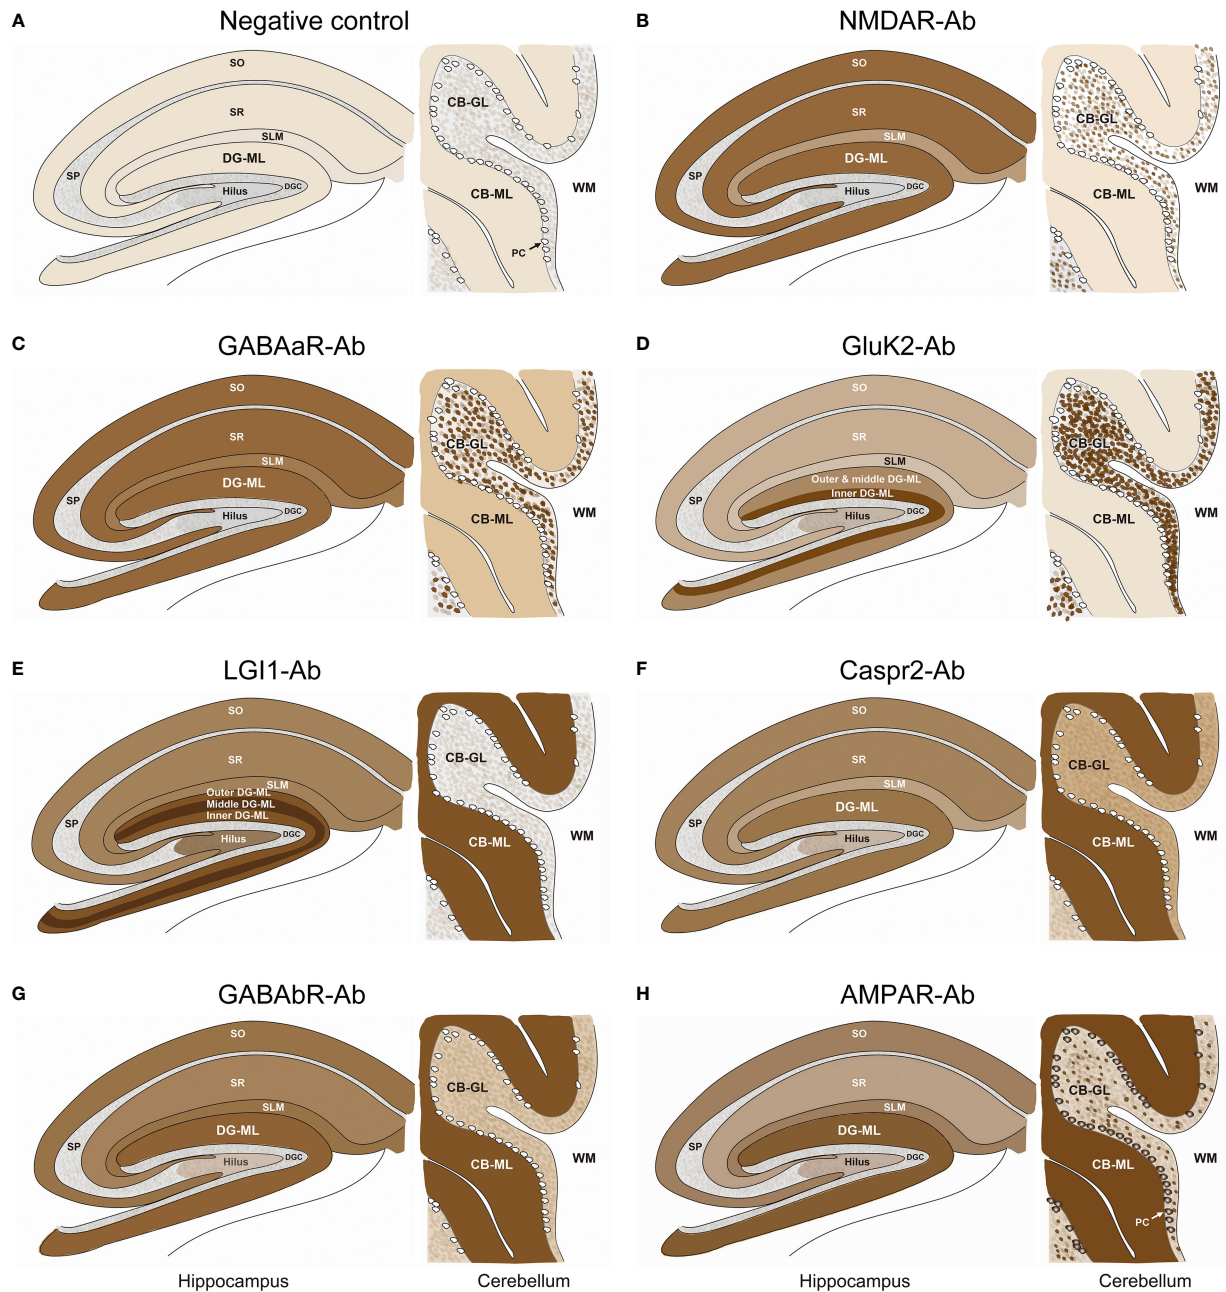 A
Negative control
SO
SR
SLM
DG-ML
SP
Hilus
DGC
CB-GL
CB-ML
WM
PC
B
NMDAR-Ab
SO
SR
SLM
DG-ML
SP
Hilus
DGC
CB-GL
CB-ML
WM
C
GABAaR-Ab
SO
SR
SLM
DG-ML
SP
Hilus
DGC
CB-GL
CB-ML
WM
D
GluK2-Ab
SO
SR
SLM
Outer & middle DG-ML
Inner DG-ML
SP
Hilus
DGC
CB-GL
CB-ML
WM
E
LGI1-Ab
SO
SR
SLM
Outer DG-ML
Middle DG-ML
Inner DG-ML
SP
Hilus
DGC
CB-GL
CB-ML
WM
F
Caspr2-Ab
SO
SR
SLM
DG-ML
SP
Hilus
DGC
CB-GL
CB-ML
WM
G
GABAbR-Ab
SO
SR
SLM
DG-ML
SP
Hilus
DGC
CB-GL
CB-ML
WM
H
AMPAR-Ab
SO
SR
SLM
DG-ML
SP
Hilus
DGC
CB-GL
CB-ML
WM
PC
Hippocampus
Cerebellum
Hippocampus
Cerebellum